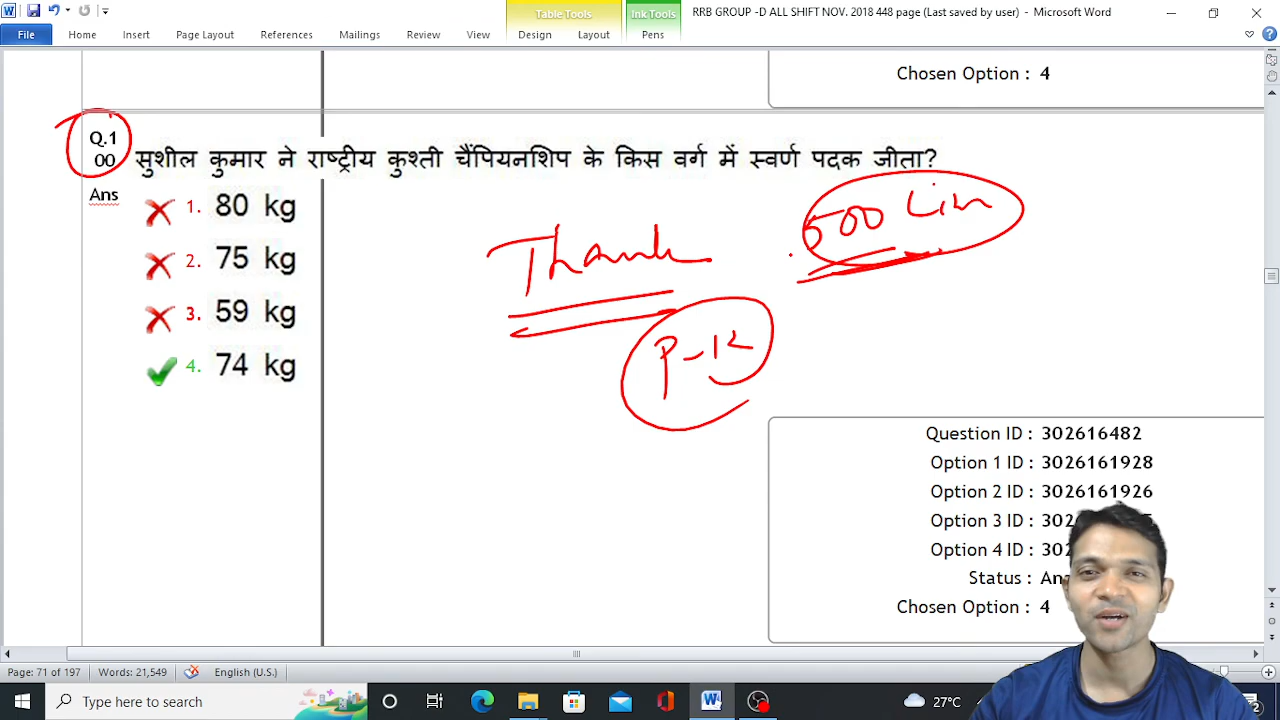 Table Tools
Ink Tools
RRB GROUP -D ALL SHIFT NOV. 2018 448 page (Last saved by user) - Microsoft Word
File
Home
Insert
Page Layout
References
Mailings
Review
View
Design
Layout
Pens
Chosen Option : 4
Q.1
00
सुशील कुमार ने राष्ट्रीय कुश्ती चैंपियनशिप के किस वर्ग में स्वर्ण पदक जीता?
Ans
1. 80 kg
2. 75 kg
3. 59 kg
4. 74 kg
Thank
500 Lik
P-K
Question ID : 302616482
Option 1 ID : 3026161928
Option 2 ID : 3026161926
Option 3 ID : 302
Option 4 ID : 302
Status : An
Chosen Option : 4
Page: 71 of 197
Words: 21,549
English (U.S.)
Type here to search
27°C